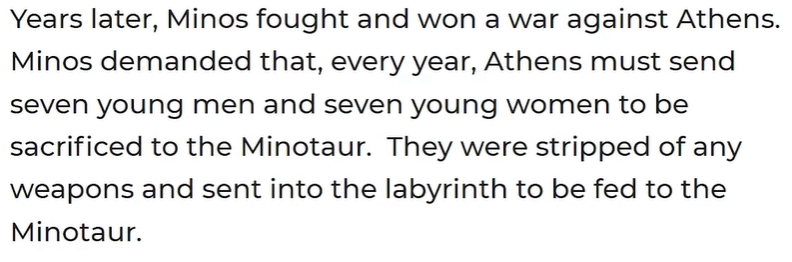 Years later, Minos fought and won a war against Athens.
Minos demanded that, every year, Athens must send
seven young men and seven young women to be
sacrificed to the Minotaur.  They were stripped of any
weapons and sent into the labyrinth to be fed to the
Minotaur.